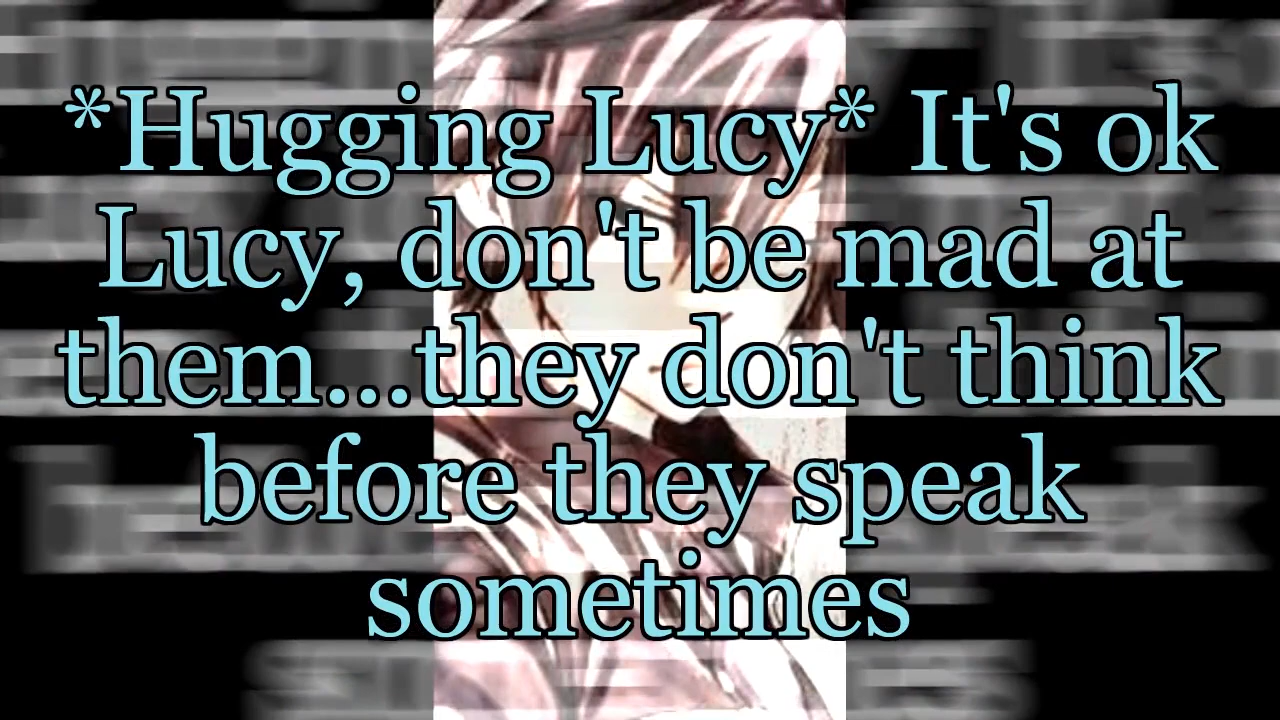 *Hugging Lucy* It's ok
Lucy, don't be mad at
them...they don't think
before they speak
sometimes